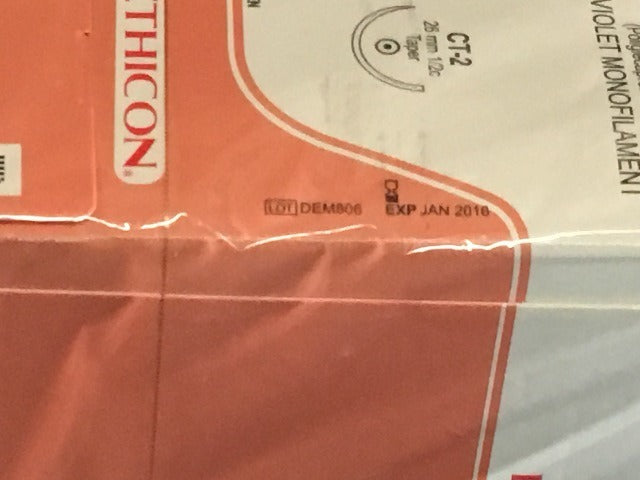 ETHICON
CT-2
26 mm 1/2c
Taper
VIOLET MONOFILAMENT
LOT DEM806
EXP JAN 2016